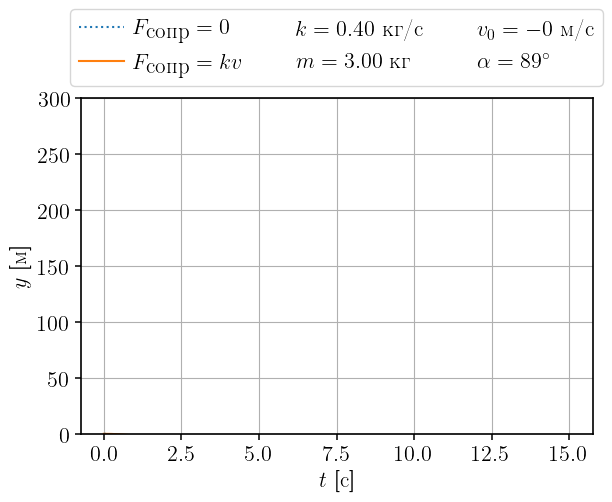 F_сопр = 0 k = 0.40 кг/с v_0 = −0 м/с
F_сопр = kv m = 3.00 кг α = 89°
300
250
200
150
100
50
0
y [м]
0.0 2.5 5.0 7.5 10.0 12.5 15.0
t [с]